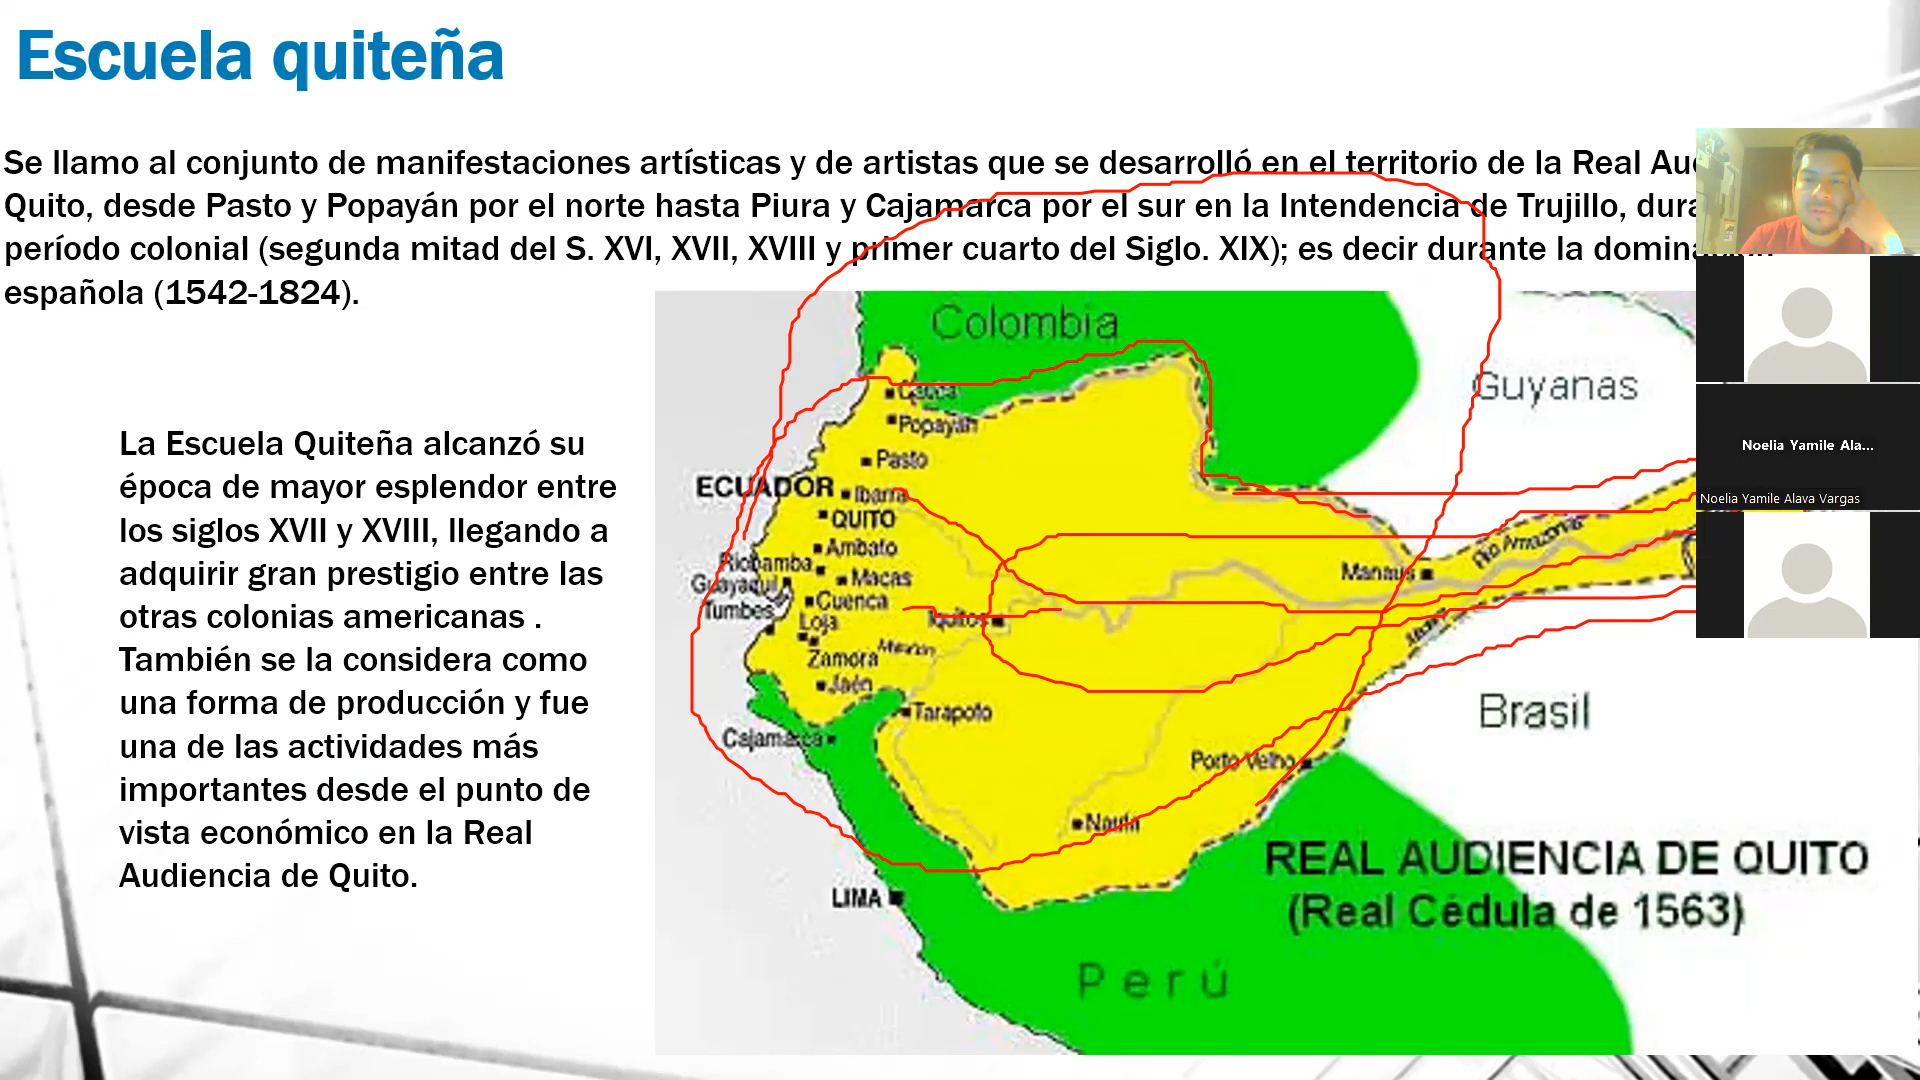 Escuela quiteña
Se llamo al conjunto de manifestaciones artísticas y de artistas que se desarrolló en el territorio de la Real
Quito, desde Pasto y Popayán por el norte hasta Piura y Cajamarca por el sur en la Intendencia de Trujillo,
período colonial (segunda mitad del S. XVI, XVII, XVIII y primer cuarto del Siglo. XIX); es decir durante la
española (1542-1824).
La Escuela Quiteña alcanzó su
época de mayor esplendor entre
los siglos XVII y XVIII, llegando a
adquirir gran prestigio entre las
otras colonias americanas .
También se la considera como
una forma de producción y fue
una de las actividades más
importantes desde el punto de
vista económico en la Real
Audiencia de Quito.
Colombia
Guyanas
Popayán
Pasto
ECUADOR
Ibarra
QUITO
Ambato
Riobamba
Macas
Guayaquil
Cuenca
Tumbes
Loja
Iquitos
Zamora
Marañón
Jaén
Tarapoto
Cajamarca
Manaus
Río Amazonas
Brasil
Porto Velho
Nauta
LIMA
Perú
REAL AUDIENCIA DE QUITO
(Real Cédula de 1563)
Noelia Yamile Ala...
Noelia Yamile Alava Vargas